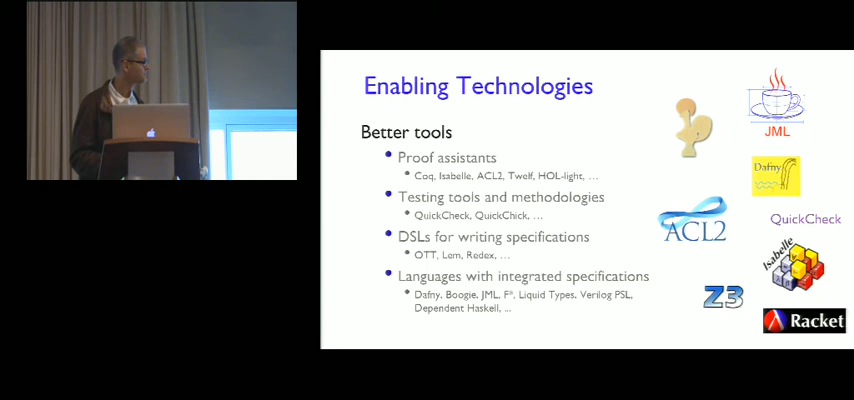 Enabling Technologies
Better tools
Proof assistants
Coq, Isabelle, ACL2, Twelf, HOL-light, …
Testing tools and methodologies
QuickCheck, QuickChick, …
DSLs for writing specifications
OTT, Lem, Redex, …
Languages with integrated specifications
Dafny, Boogie, JML, F*, Liquid Types, Verilog PSL,
Dependent Haskell, ...
JML
Dafny
ACL2
QuickCheck
Isabelle
Z3
Racket